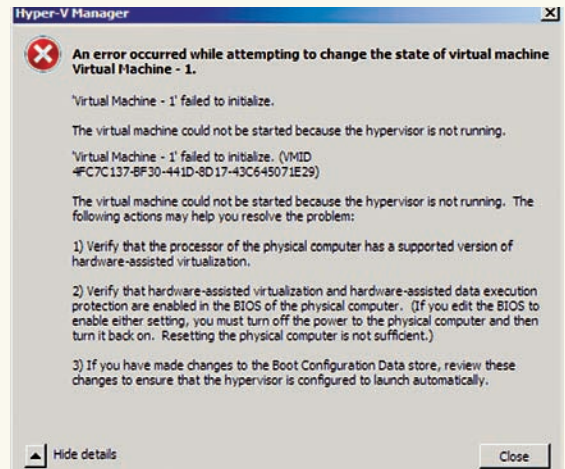 Hyper-V Manager
An error occurred while attempting to change the state of virtual machine
Virtual Machine - 1.
'Virtual Machine - 1' failed to initialize.
The virtual machine could not be started because the hypervisor is not running.
'Virtual Machine - 1' failed to initialize. (VMID
4FC7C137-BF30-441D-8D17-43C645071E29)
The virtual machine could not be started because the hypervisor is not running. The
following actions may help you resolve the problem:
1) Verify that the processor of the physical computer has a supported version of
hardware-assisted virtualization.
2) Verify that hardware-assisted virtualization and hardware-assisted data execution
protection are enabled in the BIOS of the physical computer. (If you edit the BIOS to
enable either setting, you must turn off the power to the physical computer and then
turn it back on. Resetting the physical computer is not sufficient.)
3) If you have made changes to the Boot Configuration Data store, review these
changes to ensure that the hypervisor is configured to launch automatically.
Hide details
Close